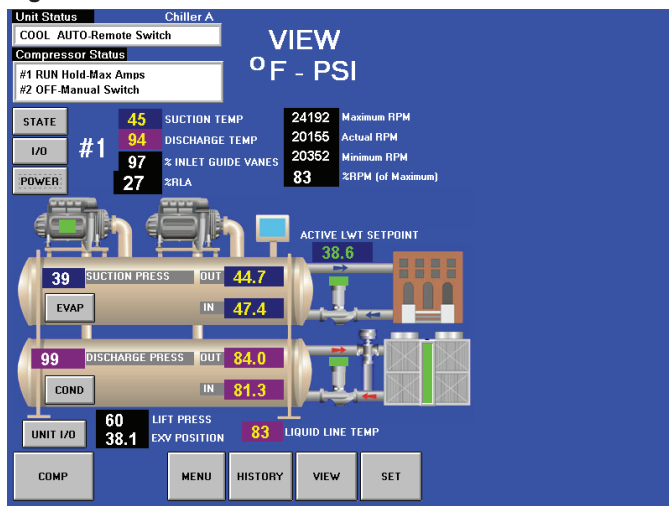 Unit Status Chiller A
COOL AUTO-Remote Switch
Compressor Status
#1 RUN Hold-Max Amps
#2 OFF-Manual Switch
VIEW
ºF - PSI
STATE
I/O
POWER
#1
45 SUCTION TEMP
94 DISCHARGE TEMP
97 % INLET GUIDE VANES
27 %RLA
24192 Maximum RPM
20155 Actual RPM
20352 Minimum RPM
83 %RPM (of Maximum)
ACTIVE LWT SETPOINT
38.6
39 SUCTION PRESS OUT 44.7
EVAP IN 47.4
99 DISCHARGE PRESS OUT 84.0
COND IN 81.3
UNIT I/O
60 LIFT PRESS
38.1 EXV POSITION
83 LIQUID LINE TEMP
COMP MENU HISTORY VIEW SET